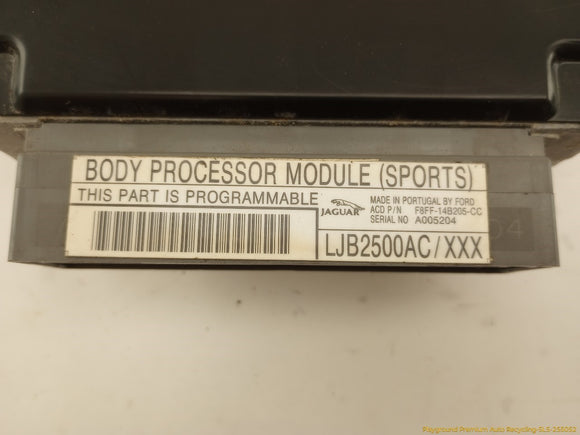 BODY PROCESSOR MODULE (SPORTS)
THIS PART IS PROGRAMMABLE
JAGUAR
MADE IN PORTUGAL BY FORD
ACD P/N F8FF-14B205-CC
SERIAL NO A005204
LJB2500AC/XXX
Playground Premium Auto Recycling-SLS-255052